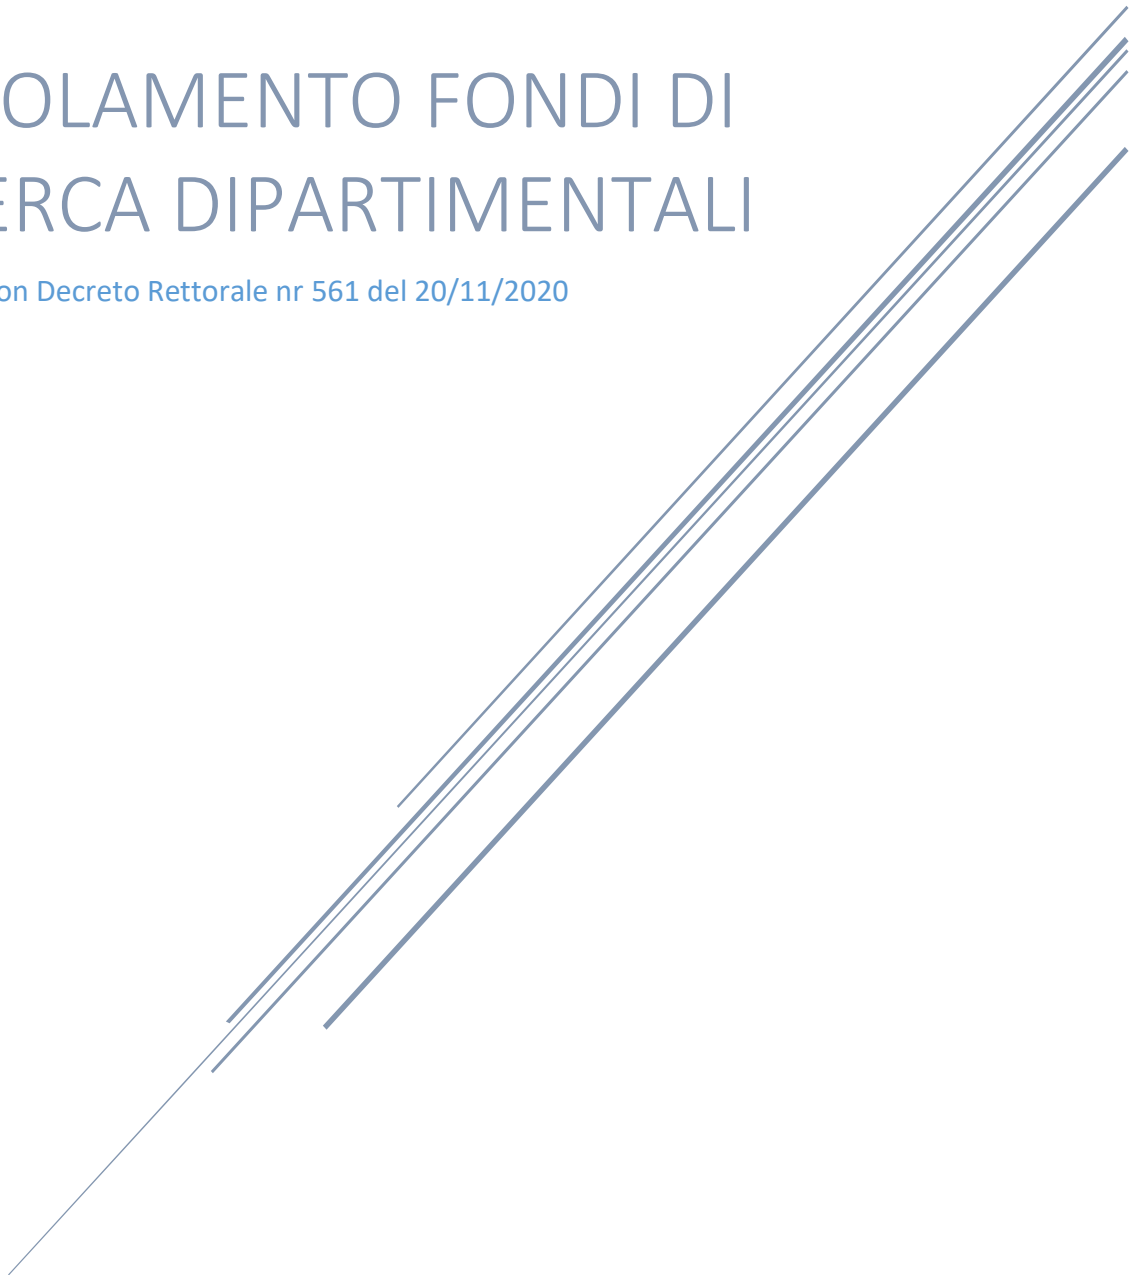 OLAMENTO FONDI DI
ERCA DIPARTIMENTALI
on Decreto Rettorale nr 561 del 20/11/2020